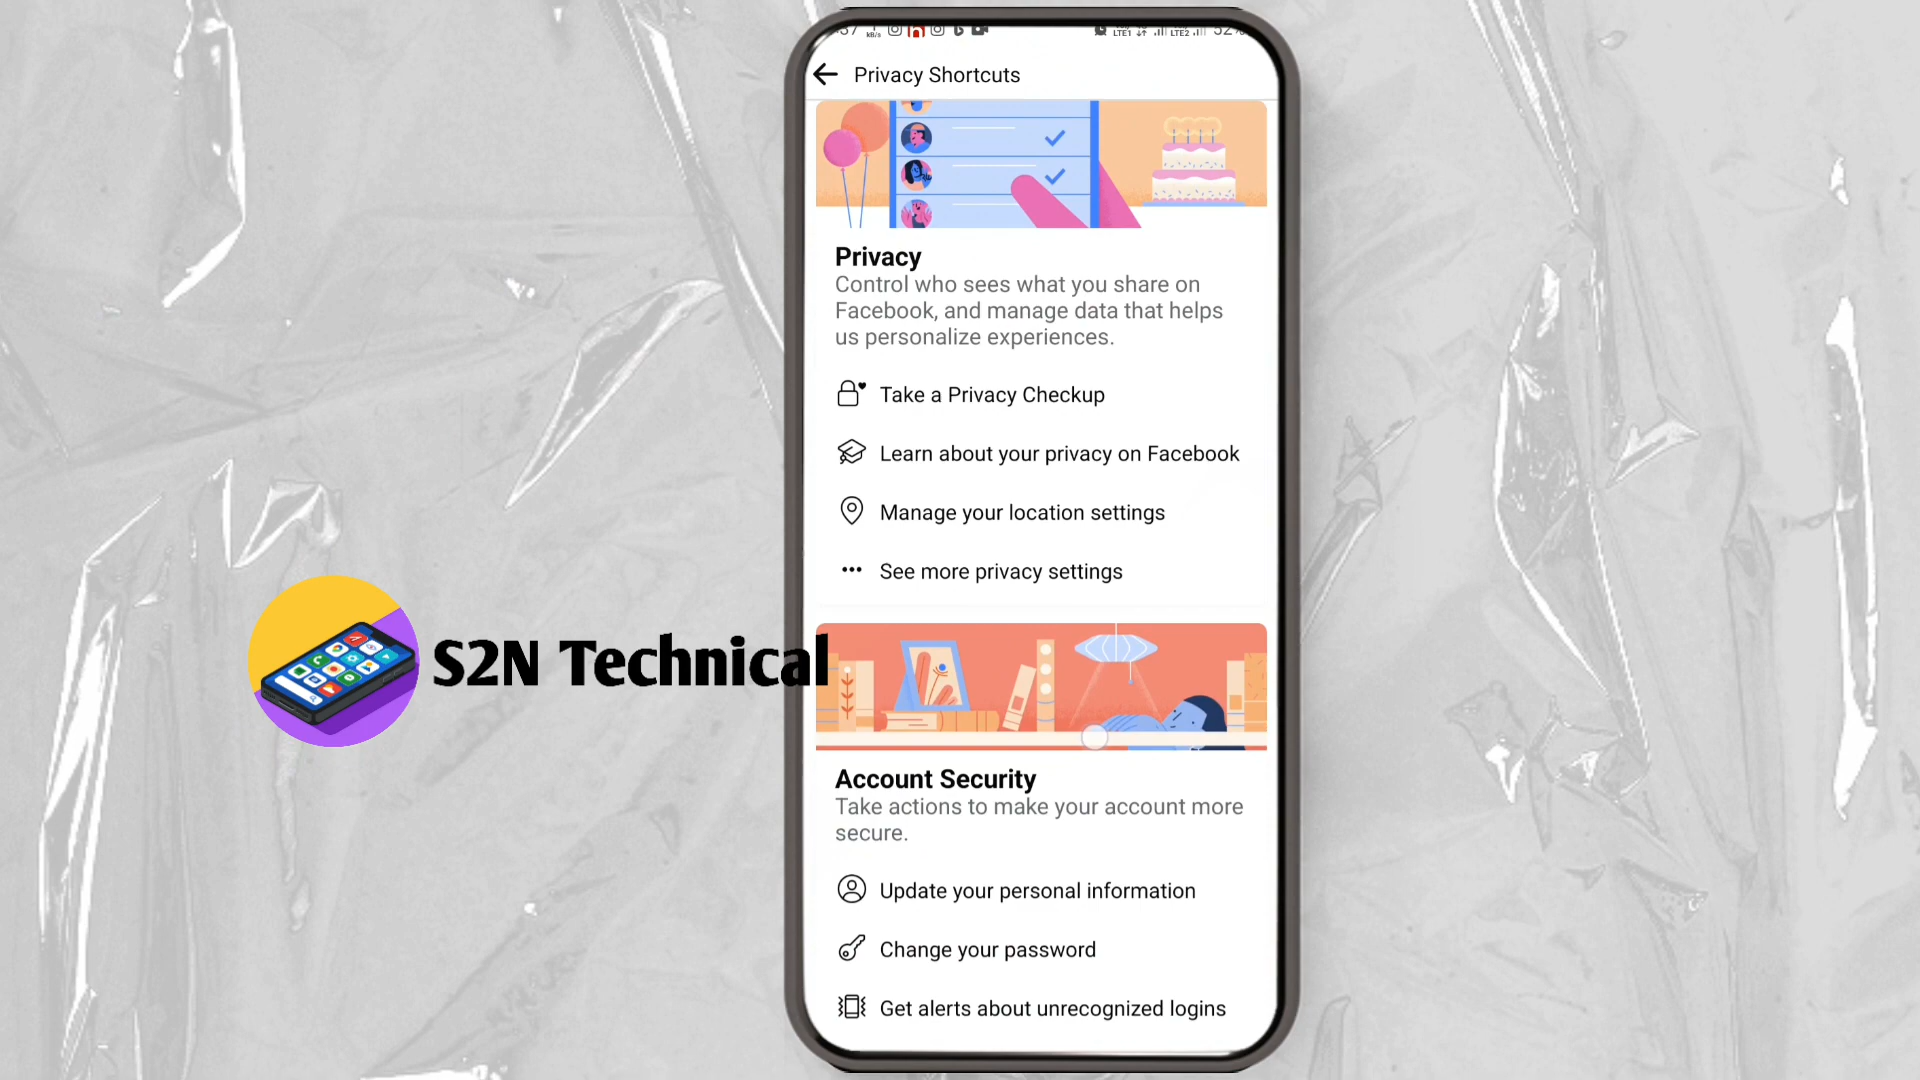 Privacy Shortcuts
Privacy
Control who sees what you share on
Facebook, and manage data that helps
us personalize experiences.
Take a Privacy Checkup
Learn about your privacy on Facebook
Manage your location settings
See more privacy settings
S2N Technical
Account Security
Take actions to make your account more
secure.
Update your personal information
Change your password
Get alerts about unrecognized logins